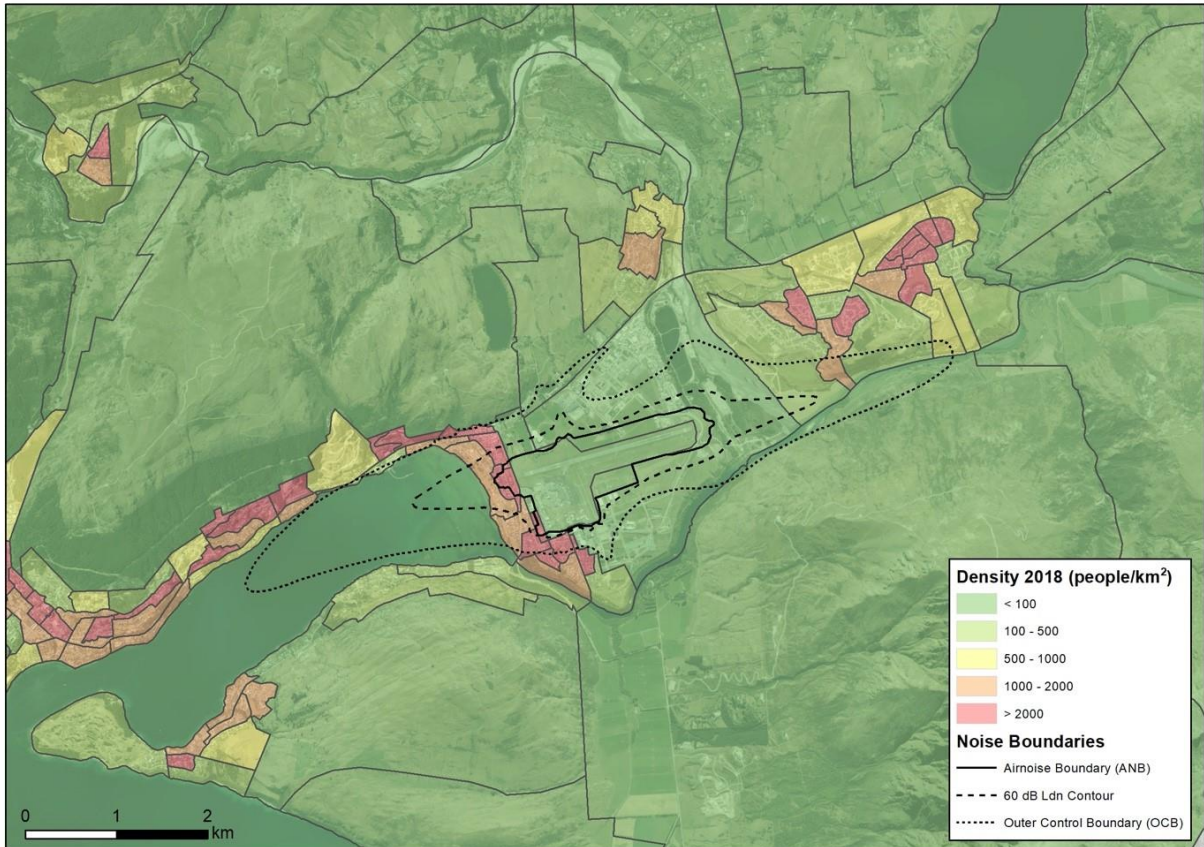 Density 2018 (people/km²)
< 100
100 - 500
500 - 1000
1000 - 2000
> 2000
Noise Boundaries
Airnoise Boundary (ANB)
60 dB Ldn Contour
Outer Control Boundary (OCB)
0 1 2
km